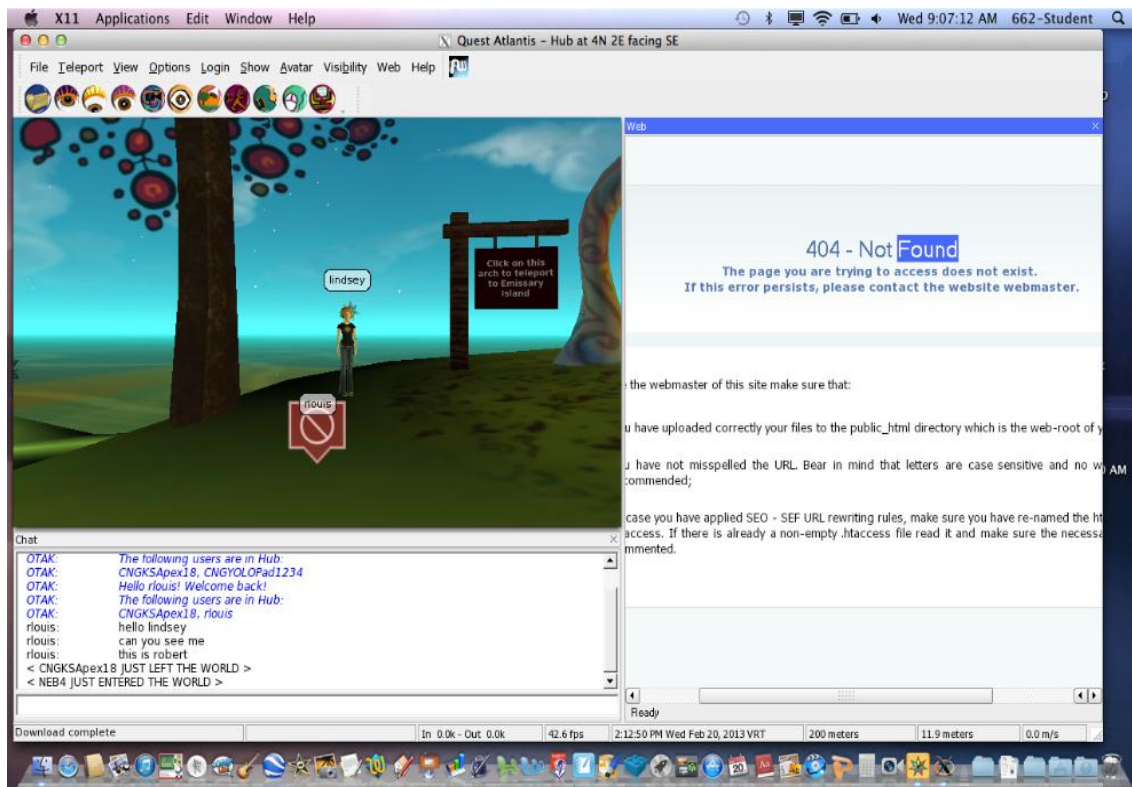 X11 Applications Edit Window Help
Wed 9:07:12 AM 662-Student
Quest Atlantis - Hub at 4N 2E facing SE
File Teleport View Options Login Show Avatar Visibility Web Help
Web
404 - Not Found
The page you are trying to access does not exist.
If this error persists, please contact the website webmaster.
the webmaster of this site make sure that:
u have uploaded correctly your files to the public_html directory which is the web-root of y
have not misspelled the URL. Bear in mind that letters are case sensitive and no w
commended;
case you have applied SEO - SEF URL rewriting rules, make sure you have re-named the ht
access. If there is already a non-empty .htaccess file read it and make sure the necessa
mmented.
Ready
lindsey
rlouis
Click on this
arch to teleport
to Emissary
Island
Chat
OTAK: The following users are in Hub:
OTAK: CNGKSApex18, CNGYOLOPad1234
OTAK: Hello rlouis! Welcome back!
OTAK: The following users are in Hub:
OTAK: CNGKSApex18, rlouis
rlouis: hello lindsey
rlouis: can you see me
rlouis: this is robert
< CNGKSApex18 JUST LEFT THE WORLD >
< NEB4 JUST ENTERED THE WORLD >
Download complete In 0.0k - Out 0.0k 42.6 fps 2:12:50 PM Wed Feb 20, 2013 VRT 200 meters 11.9 meters 0.0 m/s
AM